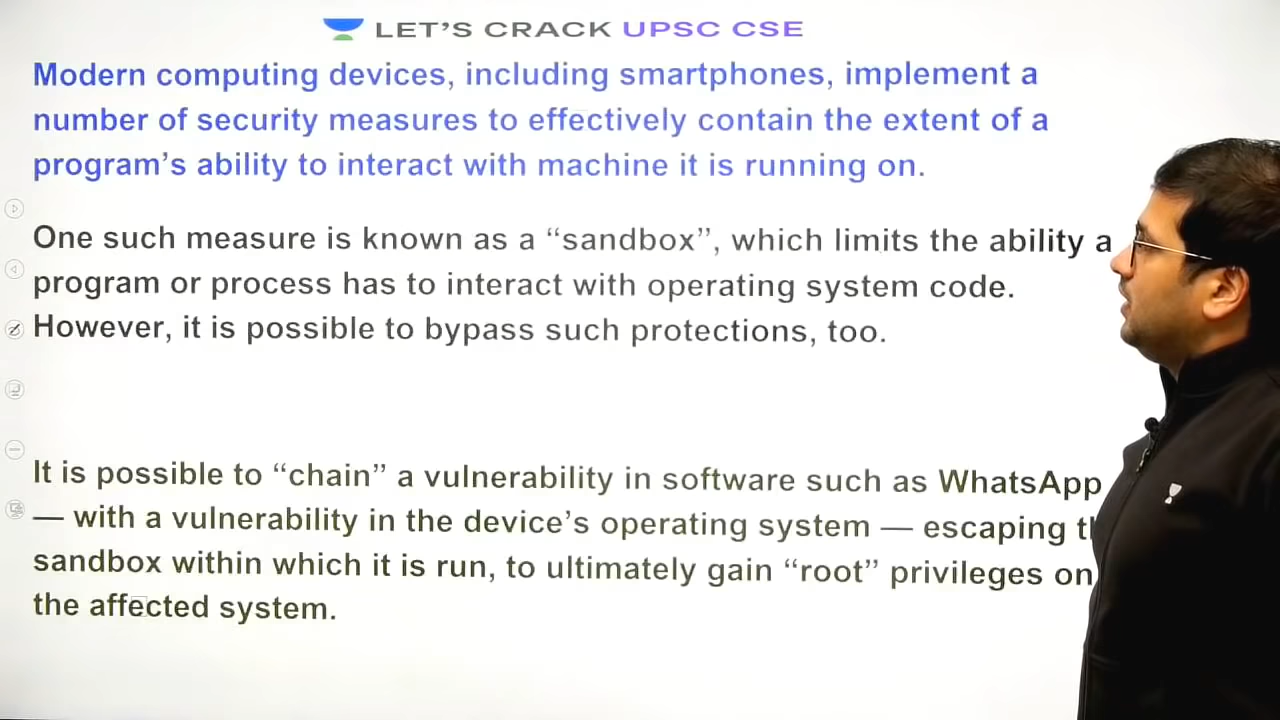 LET'S CRACK UPSC CSE
Modern computing devices, including smartphones, implement a
number of security measures to effectively contain the extent of a
program's ability to interact with machine it is running on.
One such measure is known as a “sandbox”, which limits the ability a
program or process has to interact with operating system code.
However, it is possible to bypass such protections, too.
It is possible to “chain” a vulnerability in software such as WhatsApp
— with a vulnerability in the device's operating system — escaping
sandbox within which it is run, to ultimately gain “root” privileges on
the affected system.